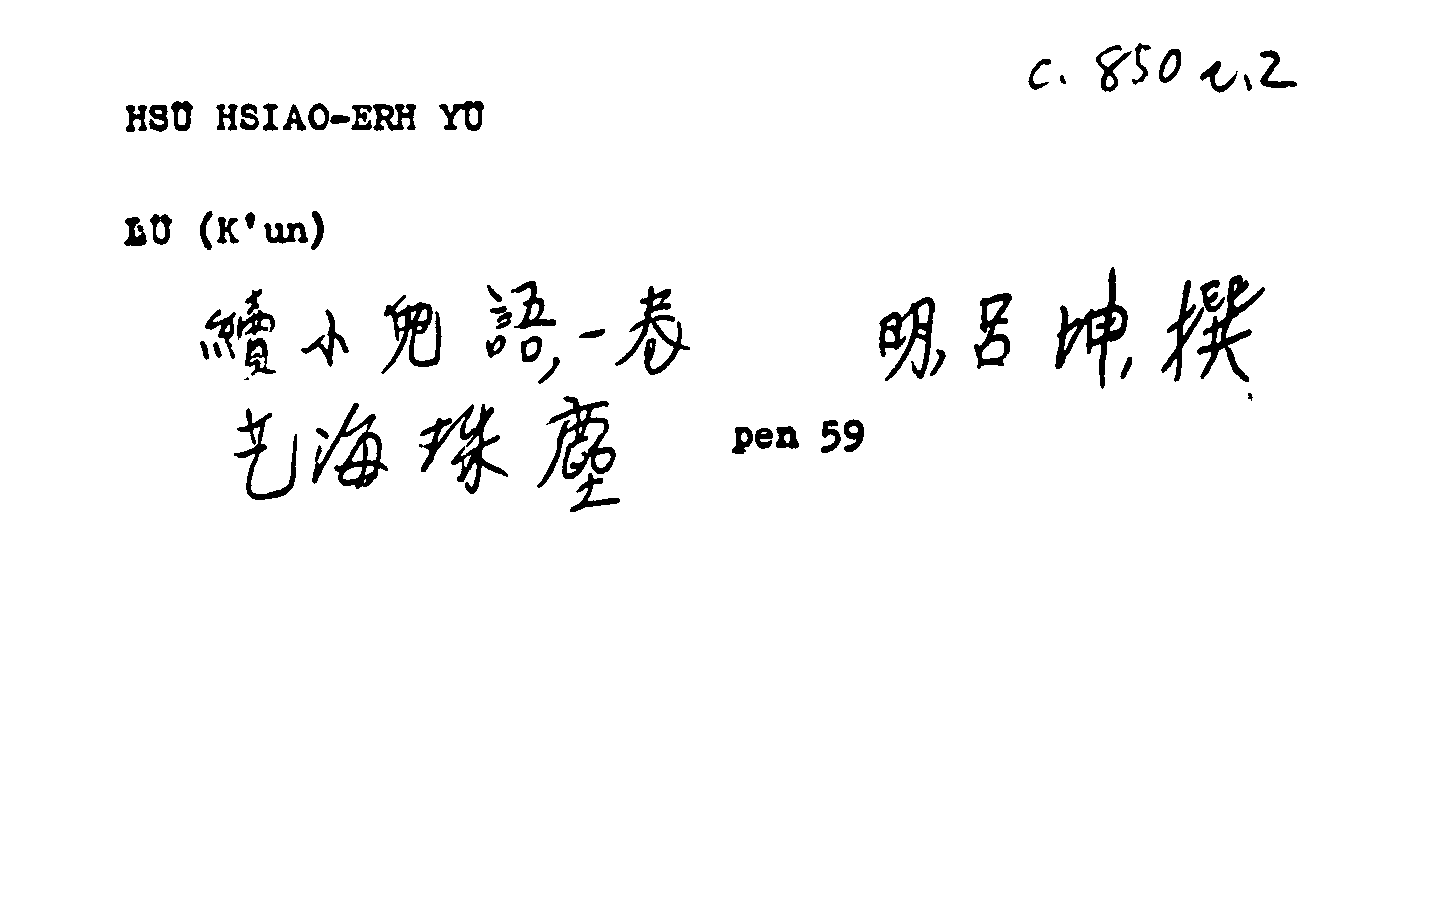 c. 850 e.2
HSÜ HSIAO-ERH YÜ
LÜ (K'un)
續小兒語,一卷 明,呂坤,撰
艺海珠塵 pen 59